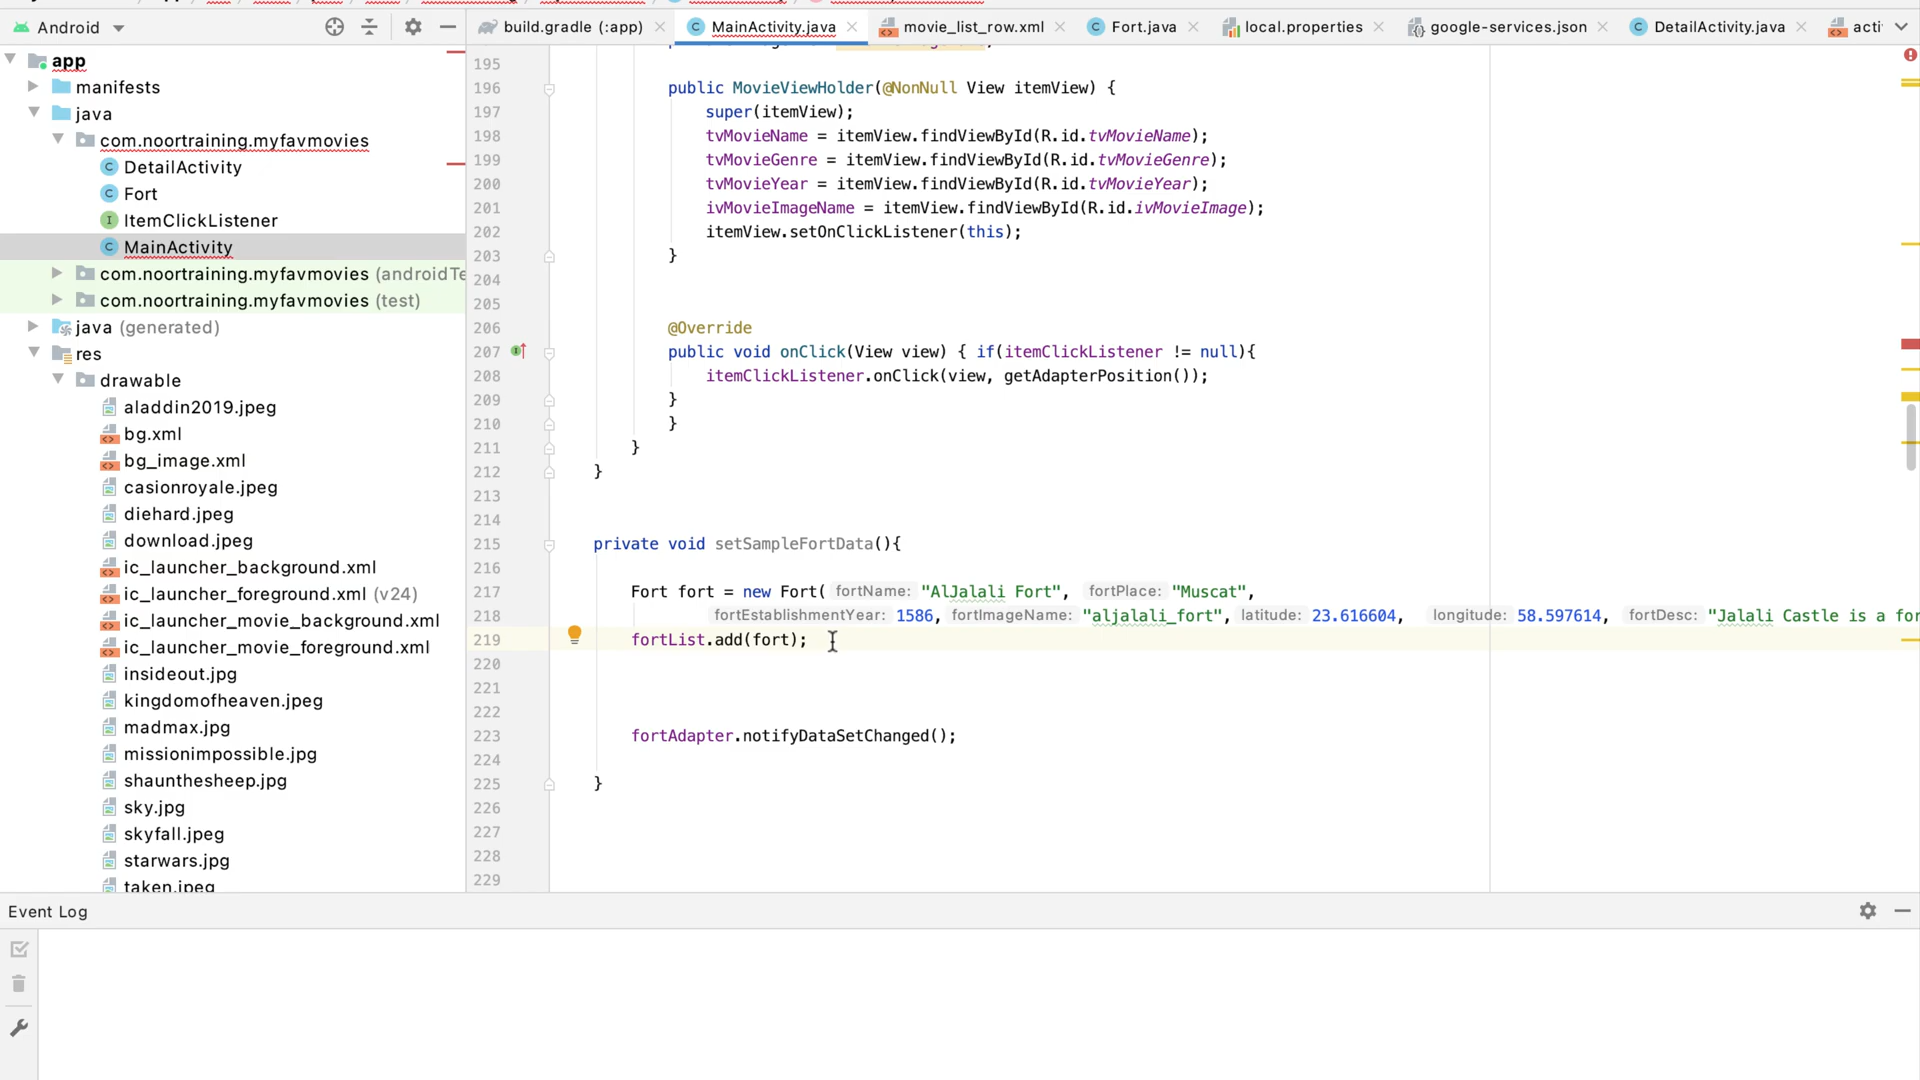 Android
build.gradle (:app)
MainActivity.java
movie_list_row.xml
Fort.java
local.properties
google-services.json
DetailActivity.java
acti
app
manifests
java
com.noortraining.myfavmovies
DetailActivity
Fort
ItemClickListener
MainActivity
com.noortraining.myfavmovies (androidTe
com.noortraining.myfavmovies (test)
java (generated)
res
drawable
aladdin2019.jpeg
bg.xml
bg_image.xml
casionroyale.jpeg
diehard.jpeg
download.jpeg
ic_launcher_background.xml
ic_launcher_foreground.xml (v24)
ic_launcher_movie_background.xml
ic_launcher_movie_foreground.xml
insideout.jpg
kingdomofheaven.jpeg
madmax.jpg
missionimpossible.jpg
shaunthesheep.jpg
sky.jpg
skyfall.jpeg
starwars.jpg
taken.jpeg
195
196 public MovieViewHolder(@NonNull View itemView) {
197 super(itemView);
198 tvMovieName = itemView.findViewById(R.id.tvMovieName);
199 tvMovieGenre = itemView.findViewById(R.id.tvMovieGenre);
200 tvMovieYear = itemView.findViewById(R.id.tvMovieYear);
201 ivMovieImageName = itemView.findViewById(R.id.ivMovieImage);
202 itemView.setOnClickListener(this);
203 }
204
205
206 @Override
207 public void onClick(View view) { if(itemClickListener != null){
208 itemClickListener.onClick(view, getAdapterPosition());
209 }
210 }
211 }
212 }
213
214
215 private void setSampleFortData(){
216
217 Fort fort = new Fort( fortName: "AlJalali Fort", fortPlace: "Muscat",
218 fortEstablishmentYear: 1586, fortImageName: "aljalali_fort", latitude: 23.616604, longitude: 58.597614, fortDesc: "Jalali Castle is a for
219 fortList.add(fort);
220
221
222
223 fortAdapter.notifyDataSetChanged();
224
225 }
226
227
228
229
Event Log